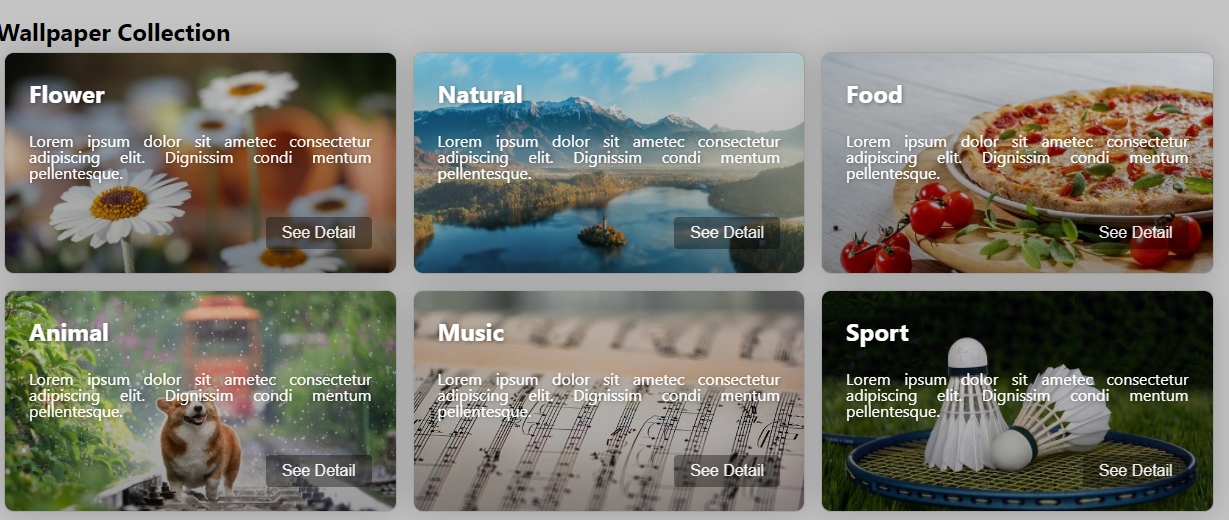 Wallpaper Collection
Flower
Lorem ipsum dolor sit ametec consectetur
adipiscing elit. Dignissim condi mentum
pellentesque.
See Detail
Natural
Lorem ipsum dolor sit ametec consectetur
adipiscing elit. Dignissim condi mentum
pellentesque.
See Detail
Food
Lorem ipsum dolor sit ametec consectetur
adipiscing elit. Dignissim condi mentum
pellentesque.
See Detail
Animal
Lorem ipsum dolor sit ametec consectetur
adipiscing elit. Dignissim condi mentum
pellentesque.
See Detail
Music
Lorem ipsum dolor sit ametec consectetur
adipiscing elit. Dignissim condi mentum
pellentesque.
See Detail
Sport
Lorem ipsum dolor sit ametec consectetur
adipiscing elit. Dignissim condi mentum
pellentesque.
See Detail